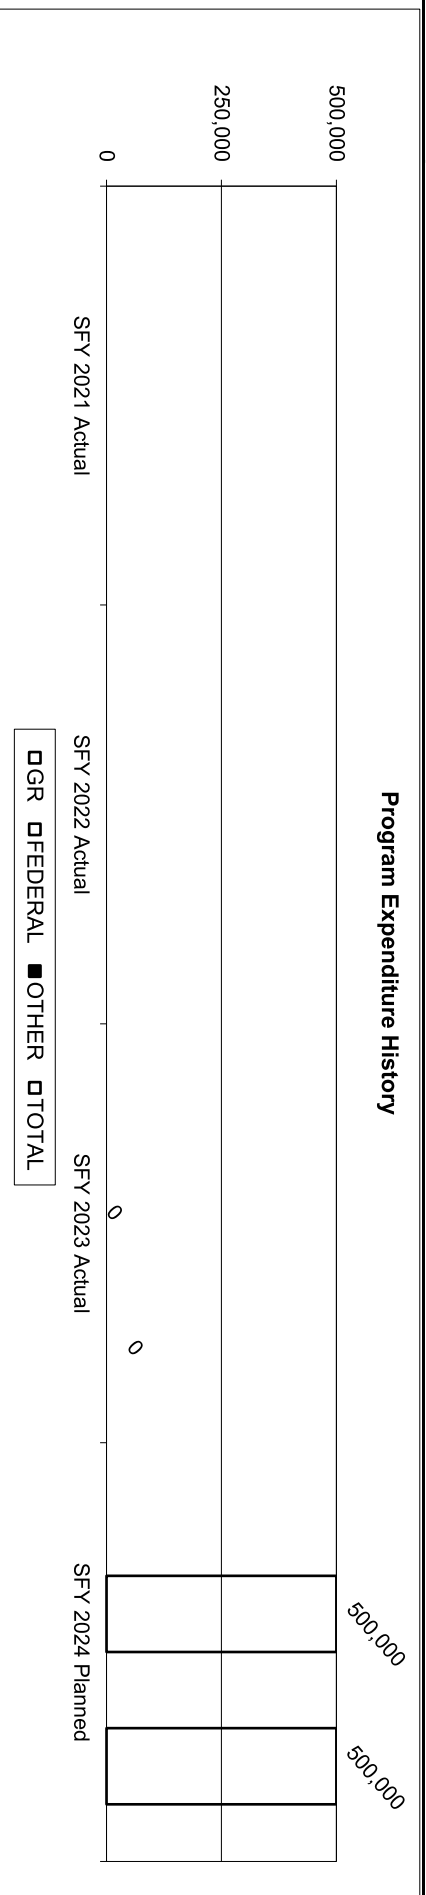 Program Expenditure History
500,000
250,000
0
500,000
500,000
0
0
SFY 2021 Actual
SFY 2022 Actual
SFY 2023 Actual
SFY 2024 Planned
GR FEDERAL OTHER TOTAL